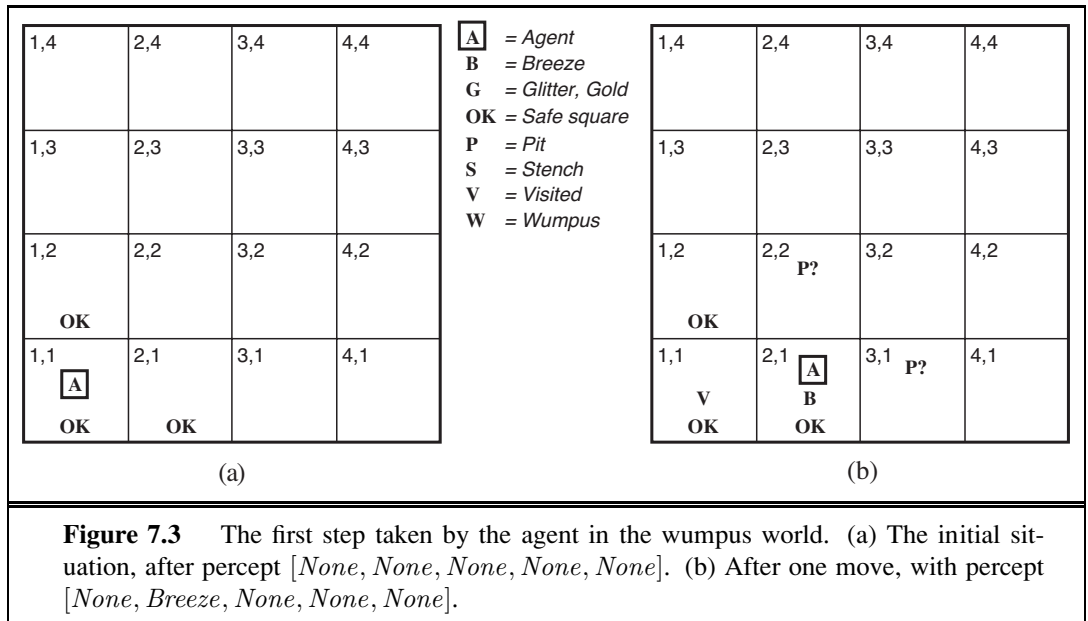 1,4 2,4 3,4 4,4
1,3 2,3 3,3 4,3
1,2 2,2 3,2 4,2
OK
1,1 2,1 3,1 4,1
A
OK OK
(a)
A = Agent
B = Breeze
G = Glitter, Gold
OK = Safe square
P = Pit
S = Stench
V = Visited
W = Wumpus
1,4 2,4 3,4 4,4
1,3 2,3 3,3 4,3
1,2 2,2 P? 3,2 4,2
OK
1,1 2,1 A 3,1 P? 4,1
V B
OK OK
(b)
Figure 7.3 The first step taken by the agent in the wumpus world. (a) The initial sit-
uation, after percept [None, None, None, None, None]. (b) After one move, with percept
[None, Breeze, None, None, None].